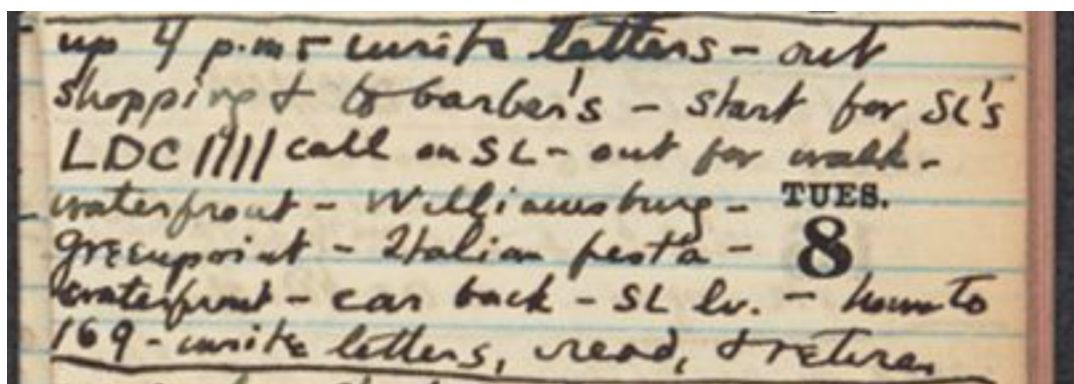 up 4 p.m. – write letters – out
shopping & to barber's – start for SL's
LDC |||| call on SL – out for walk –
waterfront – Williamsburg –
TUES.
8
Greenpoint – Italian festa –
waterfront – car back – SL lv. – home to
169 – write letters, read, & retire